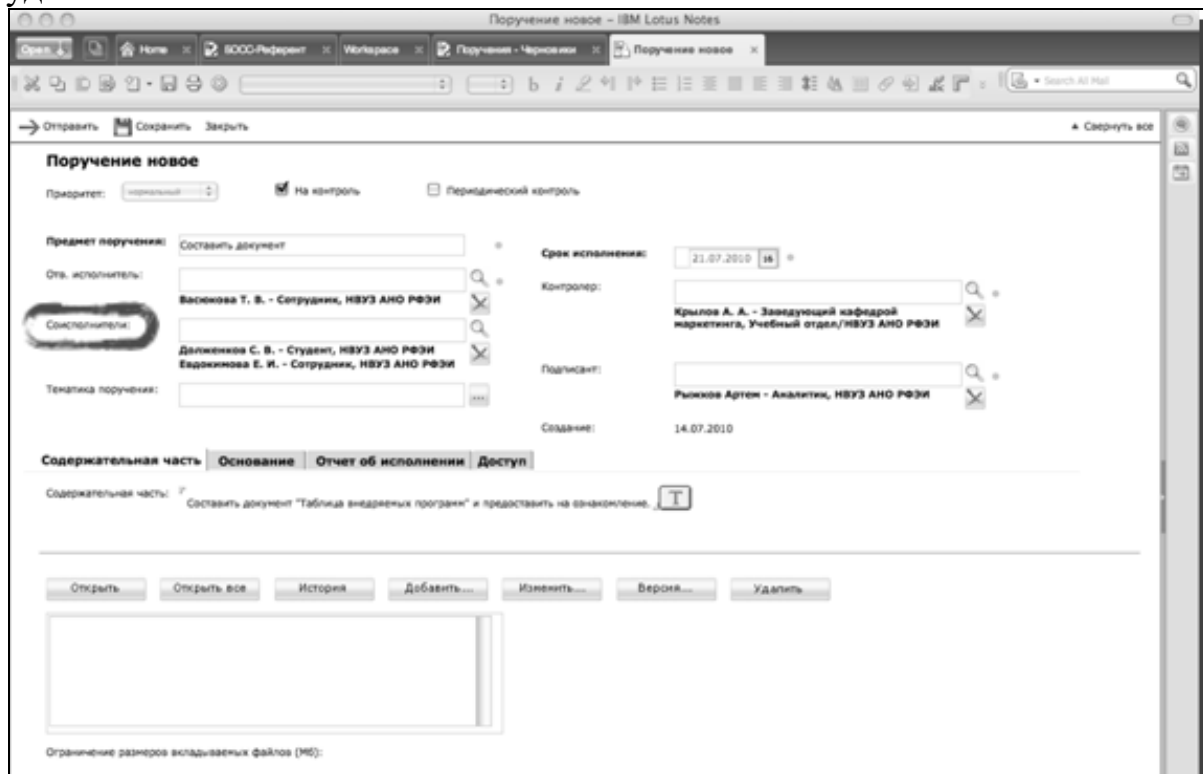 Поручение новое – IBM Lotus Notes
Open Home БОСС-Референт Workspace Поручения - Черновики Поручение новое
Search All Mail
Отправить Сохранить Закрыть Свернуть все
Поручение новое
Приоритет: нормальный На контроль Периодический контроль
Предмет поручения: Составить документ Срок исполнения: 21.07.2010 16
Отв. исполнитель: Контролер:
Васюкова Т. В. - Сотрудник, НВУЗ АНО РФЭИ Крылов А. А. - Заведующий кафедрой
маркетинга, Учебный отдел/НВУЗ АНО РФЭИ
Соисполнители:
Долженков С. В. - Студент, НВУЗ АНО РФЭИ
Евдокимова Е. И. - Сотрудник, НВУЗ АНО РФЭИ Подписант:
Тематика поручения: ... Рыжков Артем - Аналитик, НВУЗ АНО РФЭИ
Создание: 14.07.2010
Содержательная часть Основание Отчет об исполнении Доступ
Содержательная часть: Составить документ "Таблица внедряемых программ" и предоставить на ознакомление. T
Открыть Открыть все История Добавить... Изменить... Версия... Удалить
Ограничение размеров вкладываемых файлов (Мб):